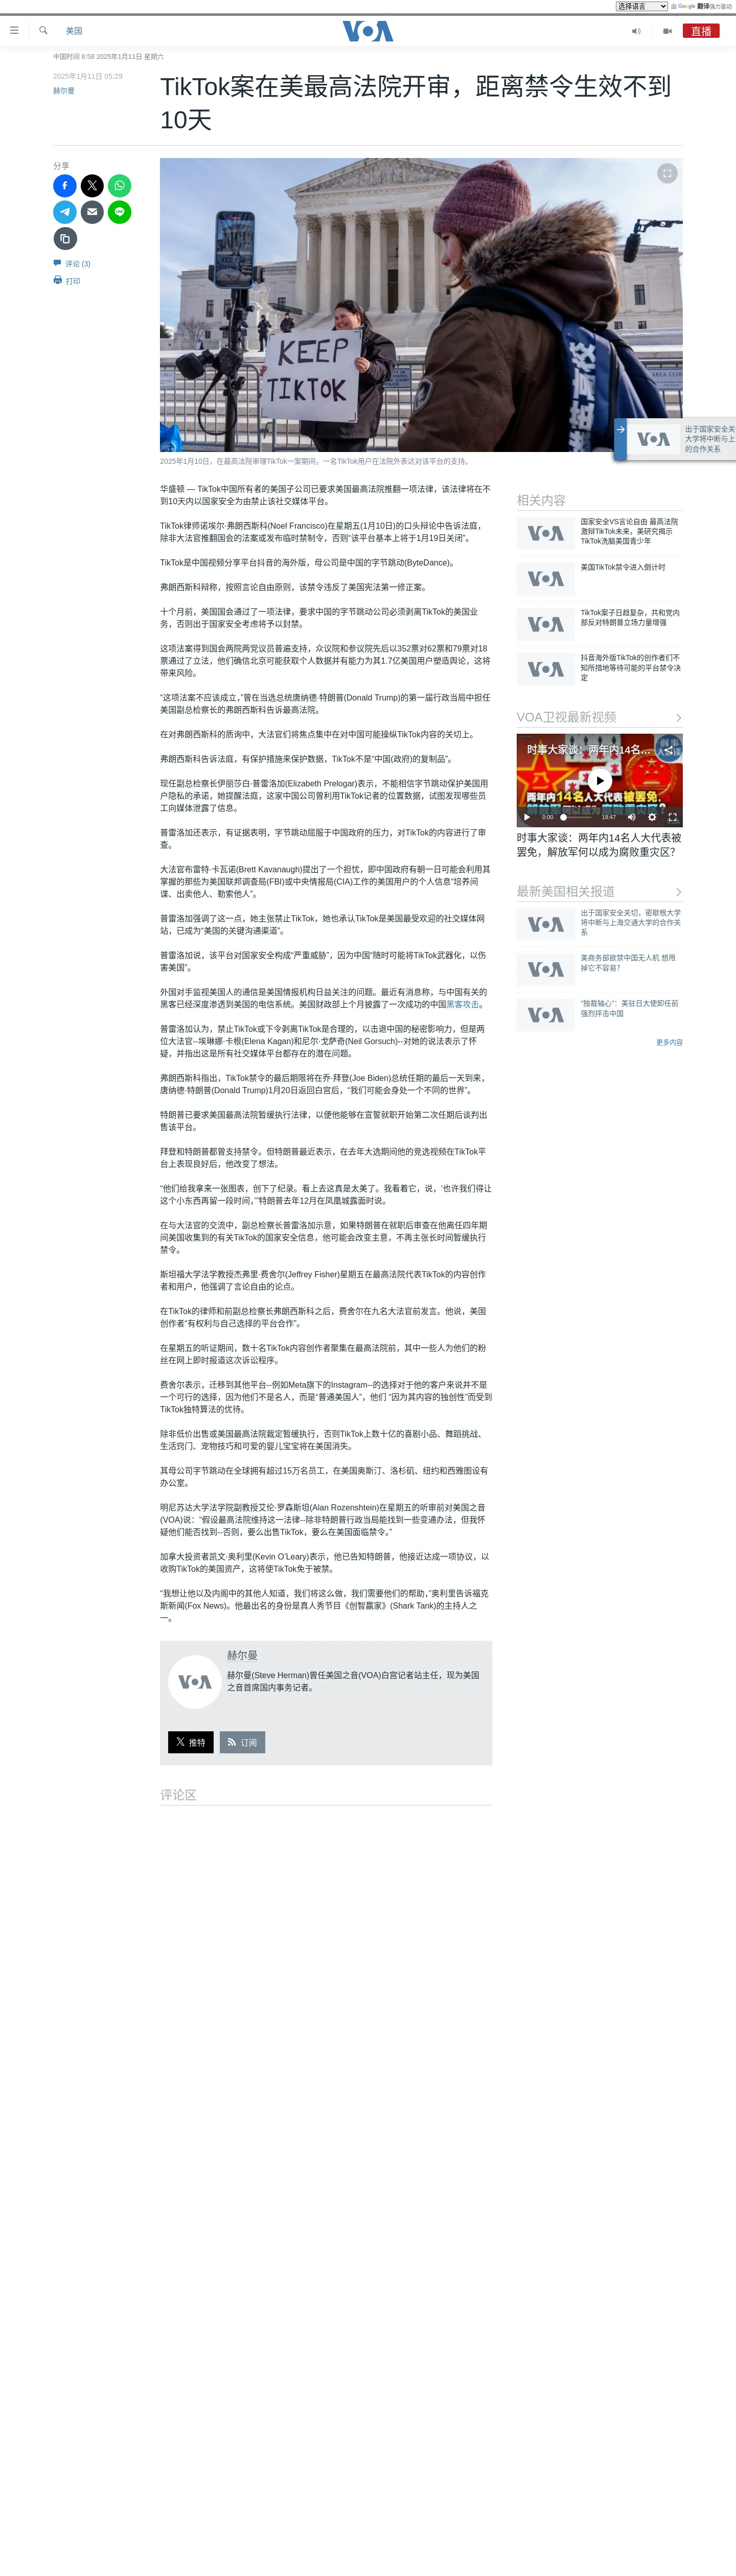 选择语言 由 Google 翻译强力驱动
美国
VOA
直播
中国时间 8:58 2025年1月11日 星期六
2025年1月11日 05:29
赫尔曼
TikTok案在美最高法院开审，距离禁令生效不到
10天
分享
评论 (3)
打印
KEEP
TIKTOK
2025年1月10日，在最高法院审理TikTok一案期间，一名TikTok用户在法院外表达对该平台的支持。
出于国家安全关
大学将中断与上
的合作关系
华盛顿 — TikTok中国所有者的美国子公司已要求美国最高法院推翻一项法律，该法律将在不
到10天内以国家安全为由禁止该社交媒体平台。
TikTok律师诺埃尔·弗朗西斯科(Noel Francisco)在星期五(1月10日)的口头辩论中告诉法庭，
除非大法官推翻国会的法案或发布临时禁制令，否则“该平台基本上将于1月19日关闭”。
TikTok是中国视频分享平台抖音的海外版，母公司是中国的字节跳动(ByteDance)。
弗朗西斯科辩称，按照言论自由原则，该禁令违反了美国宪法第一修正案。
十个月前，美国国会通过了一项法律，要求中国的字节跳动公司必须剥离TikTok的美国业
务，否则出于国家安全考虑将予以封禁。
这项法案得到国会两院两党议员普遍支持，众议院和参议院先后以352票对62票和79票对18
票通过了立法，他们确信北京可能获取个人数据并有能力为其1.7亿美国用户塑造舆论，这将
带来风险。
“这项法案不应该成立，”曾在当选总统唐纳德·特朗普(Donald Trump)的第一届行政当局中担任
美国副总检察长的弗朗西斯科告诉最高法院。
在对弗朗西斯科的质询中，大法官们将焦点集中在对中国可能操纵TikTok内容的关切上。
弗朗西斯科告诉法庭，有保护措施来保护数据，TikTok不是“中国(政府)的复制品”。
现任副总检察长伊丽莎白·普雷洛加(Elizabeth Prelogar)表示，不能相信字节跳动保护美国用
户隐私的承诺，她提醒法庭，这家中国公司曾利用TikTok记者的位置数据，试图发现哪些员
工向媒体泄露了信息。
普雷洛加还表示，有证据表明，字节跳动屈服于中国政府的压力，对TikTok的内容进行了审
查。
大法官布雷特·卡瓦诺(Brett Kavanaugh)提出了一个担忧，即中国政府有朝一日可能会利用其
掌握的那些为美国联邦调查局(FBI)或中央情报局(CIA)工作的美国用户的个人信息“培养间
谍、出卖他人、勒索他人”。
普雷洛加强调了这一点，她主张禁止TikTok，她也承认TikTok是美国最受欢迎的社交媒体网
站，已成为“美国的关键沟通渠道”。
普雷洛加说，该平台对国家安全构成“严重威胁”，因为中国“随时可能将TikTok武器化，以伤
害美国”。
外国对手监视美国人的通信是美国情报机构日益关注的问题。最近有消息称，与中国有关的
黑客已经深度渗透到美国的电信系统。美国财政部上个月披露了一次成功的中国黑客攻击。
普雷洛加认为，禁止TikTok或下令剥离TikTok是合理的，以击退中国的秘密影响力，但是两
位大法官--埃琳娜·卡根(Elena Kagan)和尼尔·戈萨奇(Neil Gorsuch)--对她的说法表示了怀
疑，并指出这是所有社交媒体平台都存在的潜在问题。
弗朗西斯科指出，TikTok禁令的最后期限将在乔·拜登(Joe Biden)总统任期的最后一天到来，
唐纳德·特朗普(Donald Trump)1月20日返回白宫后，“我们可能会身处一个不同的世界”。
特朗普已要求美国最高法院暂缓执行法律，以便他能够在宣誓就职开始第二次任期后谈判出
售该平台。
拜登和特朗普都曾支持禁令。但特朗普最近表示，在去年大选期间他的竞选视频在TikTok平
台上表现良好后，他改变了想法。
“他们给我拿来一张图表，创下了纪录。看上去这真是太美了。我看着它，说，‘也许我们得让
这个小东西再留一段时间,’”特朗普去年12月在凤凰城露面时说。
在与大法官的交流中，副总检察长普雷洛加示意，如果特朗普在就职后审查在他离任四年期
间美国收集到的有关TikTok的国家安全信息，他可能会改变主意，不再主张长时间暂缓执行
禁令。
斯坦福大学法学教授杰弗里·费舍尔(Jeffrey Fisher)星期五在最高法院代表TikTok的内容创作
者和用户，他强调了言论自由的论点。
在TikTok的律师和前副总检察长弗朗西斯科之后，费舍尔在九名大法官前发言。他说，美国
创作者“有权利与自己选择的平台合作”。
在星期五的听证期间，数十名TikTok内容创作者聚集在最高法院前，其中一些人为他们的粉
丝在网上即时报道这次诉讼程序。
费舍尔表示，迁移到其他平台--例如Meta旗下的Instagram--的选择对于他的客户来说并不是
一个可行的选择，因为他们不是名人，而是“普通美国人”，他们 “因为其内容的独创性”而受到
TikTok独特算法的优待。
除非低价出售或美国最高法院裁定暂缓执行，否则TikTok上数十亿的喜剧小品、舞蹈挑战、
生活窍门、宠物技巧和可爱的婴儿宝宝将在美国消失。
其母公司字节跳动在全球拥有超过15万名员工，在美国奥斯汀、洛杉矶、纽约和西雅图设有
办公室。
明尼苏达大学法学院副教授艾伦·罗森斯坦(Alan Rozenshtein)在星期五的听审前对美国之音
(VOA)说：“假设最高法院维持这一法律--除非特朗普行政当局能找到一些变通办法，但我怀
疑他们能否找到--否则，要么出售TikTok，要么在美国面临禁令。”
加拿大投资者凯文·奥利里(Kevin O’Leary)表示，他已告知特朗普，他接近达成一项协议，以
收购TikTok的美国资产，这将使TikTok免于被禁。
“我想让他以及内阁中的其他人知道，我们将这么做，我们需要他们的帮助，”奥利里告诉福克
斯新闻(Fox News)。他最出名的身份是真人秀节目《创智赢家》(Shark Tank)的主持人之
一。
赫尔曼
赫尔曼(Steve Herman)曾任美国之音(VOA)白宫记者站主任，现为美国
之音首席国内事务记者。
推特
订阅
评论区
相关内容
国家安全VS言论自由 最高法院
激辩TikTok未来，美研究揭示
TikTok洗脑美国青少年
美国TikTok禁令进入倒计时
TikTok案子日趋复杂，共和党内
部反对特朗普立场力量增强
抖音海外版TikTok的创作者们不
知所措地等待可能的平台禁令决
定
VOA卫视最新视频
时事大家谈：两年内14名...
两年内14名人大代表被罢免，
解放军何以成为腐败重灾区？
0:00
18:47
时事大家谈：两年内14名人大代表被
罢免，解放军何以成为腐败重灾区？
最新美国相关报道
出于国家安全关切，密歇根大学
将中断与上海交通大学的合作关
系
美商务部欲禁中国无人机 想甩
掉它不容易？
“独裁轴心”：美驻日大使卸任前
强烈抨击中国
更多内容